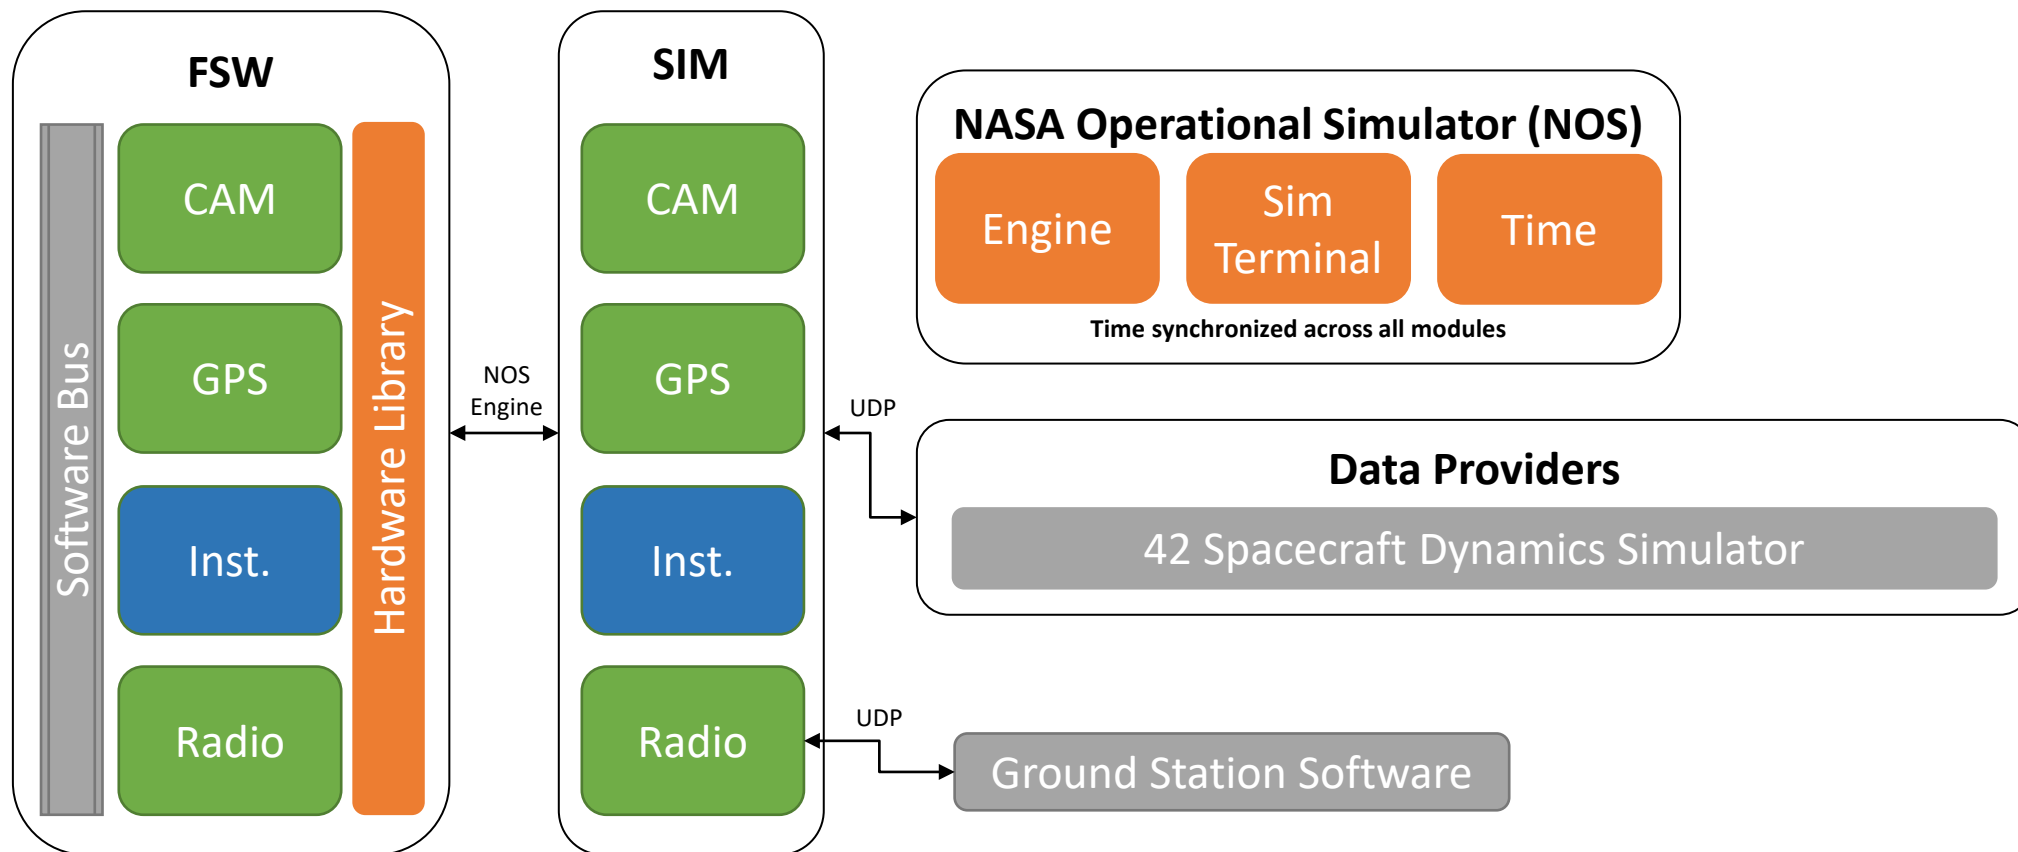 FSW
Software Bus
CAM
GPS
Inst.
Radio
Hardware Library
NOS
Engine
SIM
CAM
GPS
Inst.
Radio
NASA Operational Simulator (NOS)
Engine
Sim
Terminal
Time
Time synchronized across all modules
UDP
Data Providers
42 Spacecraft Dynamics Simulator
UDP
Ground Station Software